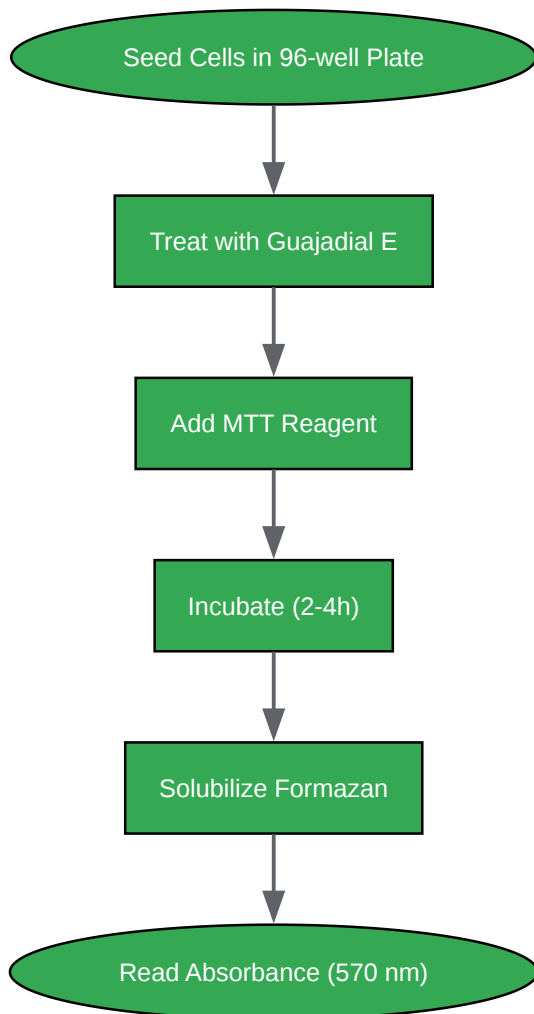 Seed Cells in 96-well Plate
Treat with Guajadial E
Add MTT Reagent
Incubate (2-4h)
Solubilize Formazan
Read Absorbance (570 nm)